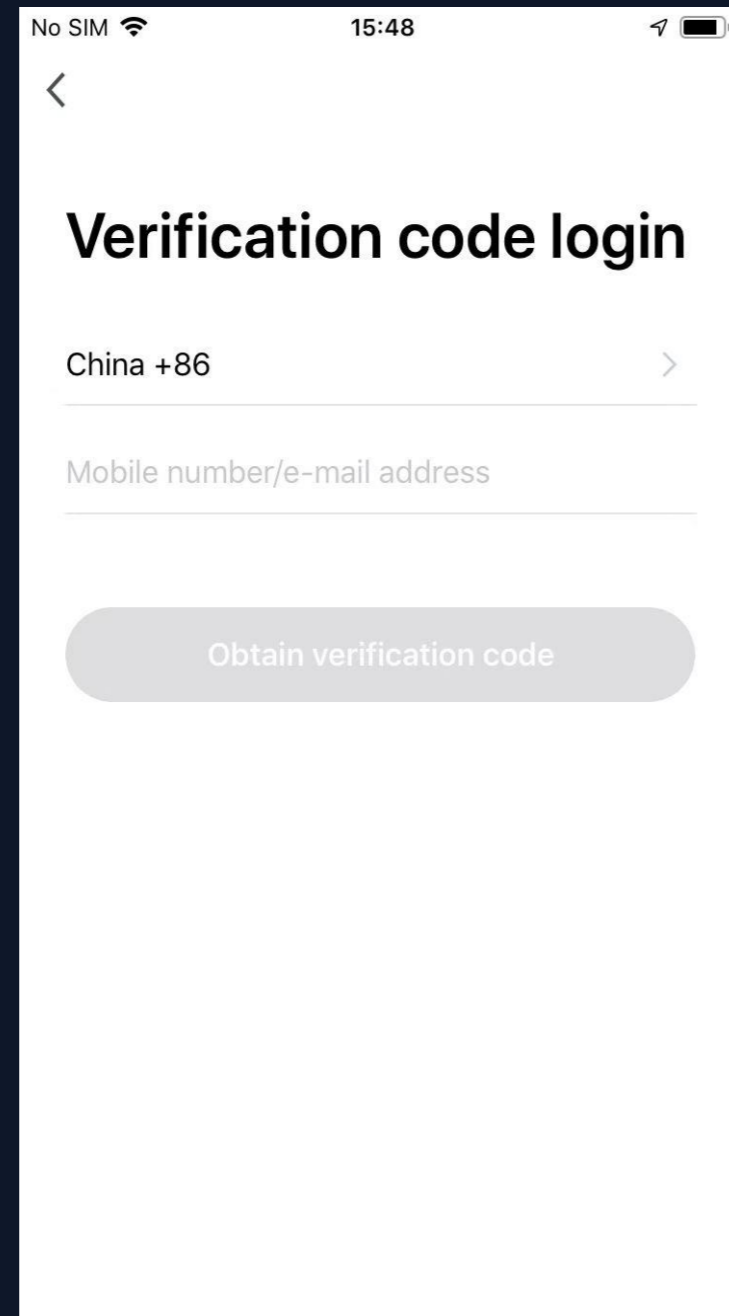 No SIM
15:48
Verification code login
China +86
Mobile number/e-mail address
Obtain verification code